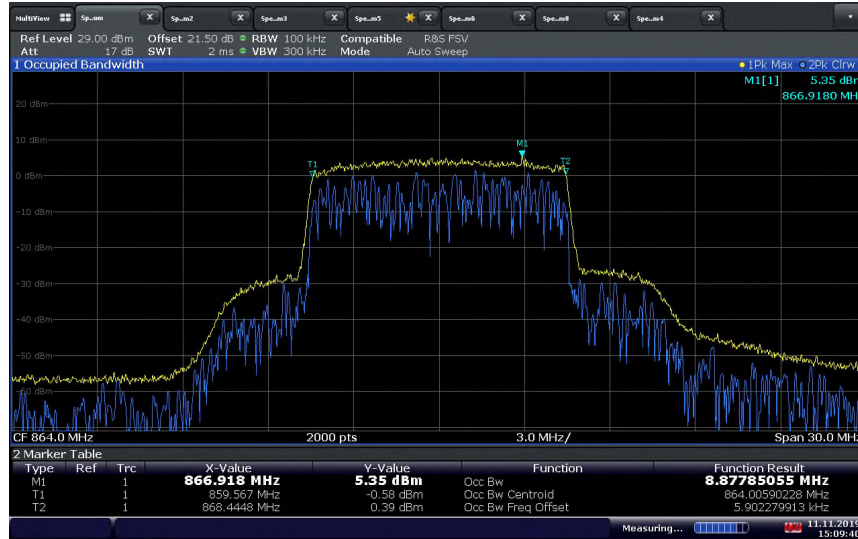 MultiView Sp...um X Sp...m2 X Spe...m3 X Spe...m5 X Spe...m6 X Spe...m8 X Spe...m4 X
Ref Level 29.00 dBm Offset 21.50 dB RBW 100 kHz Compatible R&S FSV
Att 17 dB SWT 2 ms VBW 300 kHz Mode Auto Sweep
1 Occupied Bandwidth 1Pk Max 2Pk Clrw
M1[1] 5.35 dBm
866.9180 MH
20 dBm
10 dBm
M1
T1 T2
0 dBm
-10 dBm
-20 dBm
-30 dBm
-40 dBm
-50 dBm
-60 dBm
CF 864.0 MHz 2000 pts 3.0 MHz/ Span 30.0 MHz
2 Marker Table
Type Ref Trc X-Value Y-Value Function Function Result
M1 1 866.918 MHz 5.35 dBm Occ Bw 8.87785055 MHz
T1 1 859.567 MHz -0.58 dBm Occ Bw Centroid 864.00590228 MHz
T2 1 868.4448 MHz 0.39 dBm Occ Bw Freq Offset 5.902279913 kHz
Measuring... 11.11.2019
15:09:40